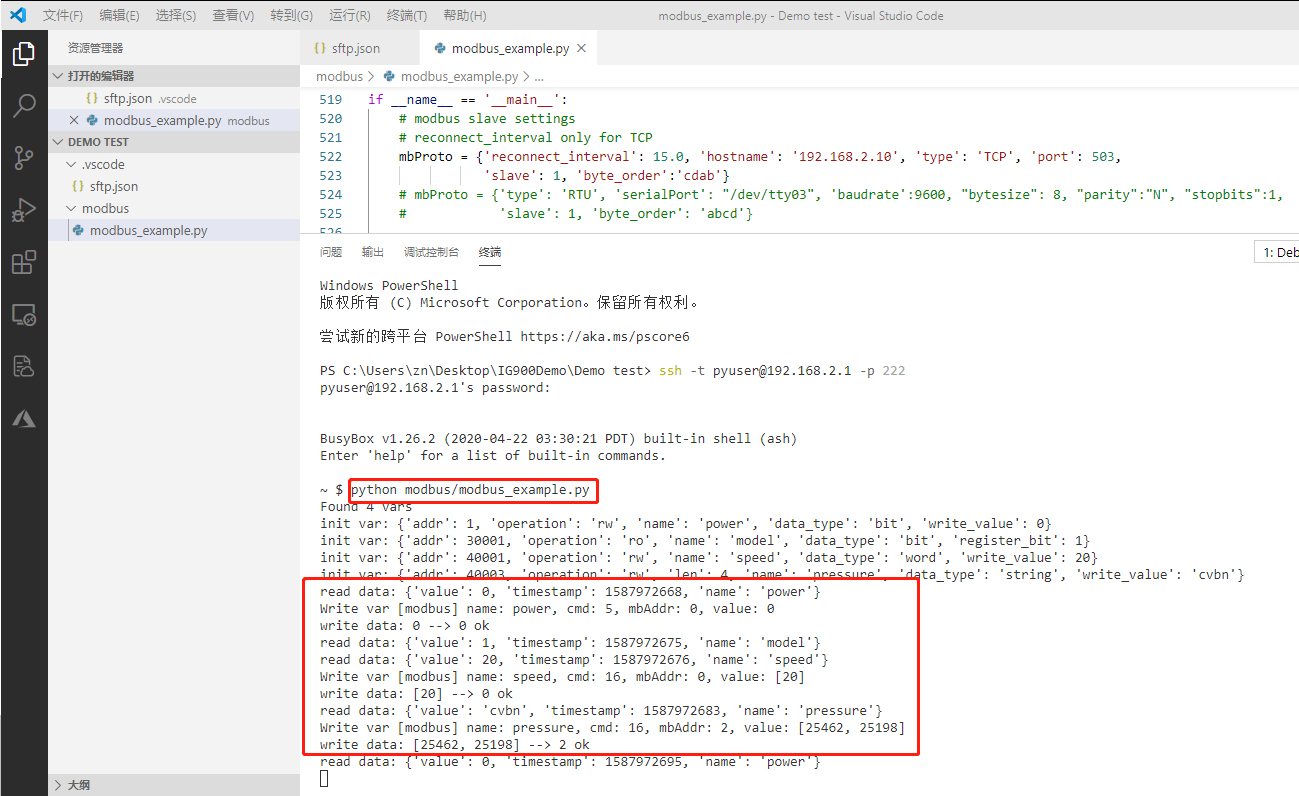 文件(F) 编辑(E) 选择(S) 查看(V) 转到(G) 运行(R) 终端(T) 帮助(H) modbus_example.py - Demo test - Visual Studio Code
资源管理器
打开的编辑器
{} sftp.json .vscode
modbus_example.py modbus
DEMO TEST
.vscode
{} sftp.json
modbus
modbus_example.py
大纲
{} sftp.json modbus_example.py
modbus > modbus_example.py > ...
519 if __name__ == '__main__':
520 # modbus slave settings
521 # reconnect_interval only for TCP
522 mbProto = {'reconnect_interval': 15.0, 'hostname': '192.168.2.10', 'type': 'TCP', 'port': 503,
523 'slave': 1, 'byte_order':'cdab'}
524 # mbProto = {'type': 'RTU', 'serialPort': "/dev/tty03", 'baudrate':9600, "bytesize": 8, "parity":"N", "stopbits":1,
525 # 'slave': 1, 'byte_order': 'abcd'}
526
问题 输出 调试控制台 终端 1: Deb
Windows PowerShell
版权所有 (C) Microsoft Corporation。保留所有权利。
尝试新的跨平台 PowerShell https://aka.ms/pscore6
PS C:\Users\zn\Desktop\IG900Demo\Demo test> ssh -t pyuser@192.168.2.1 -p 222
pyuser@192.168.2.1's password:
BusyBox v1.26.2 (2020-04-22 03:30:21 PDT) built-in shell (ash)
Enter 'help' for a list of built-in commands.
~ $ python modbus/modbus_example.py
Found 4 vars
init var: {'addr': 1, 'operation': 'rw', 'name': 'power', 'data_type': 'bit', 'write_value': 0}
init var: {'addr': 30001, 'operation': 'ro', 'name': 'model', 'data_type': 'bit', 'register_bit': 1}
init var: {'addr': 40001, 'operation': 'rw', 'name': 'speed', 'data_type': 'word', 'write_value': 20}
init var: {'addr': 40003, 'operation': 'rw', 'len': 4, 'name': 'pressure', 'data_type': 'string', 'write_value': 'cvbn'}
read data: {'value': 0, 'timestamp': 1587972668, 'name': 'power'}
Write var [modbus] name: power, cmd: 5, mbAddr: 0, value: 0
write data: 0 --> 0 ok
read data: {'value': 1, 'timestamp': 1587972675, 'name': 'model'}
read data: {'value': 20, 'timestamp': 1587972676, 'name': 'speed'}
Write var [modbus] name: speed, cmd: 16, mbAddr: 0, value: [20]
write data: [20] --> 0 ok
read data: {'value': 'cvbn', 'timestamp': 1587972683, 'name': 'pressure'}
Write var [modbus] name: pressure, cmd: 16, mbAddr: 2, value: [25462, 25198]
write data: [25462, 25198] --> 2 ok
read data: {'value': 0, 'timestamp': 1587972695, 'name': 'power'}